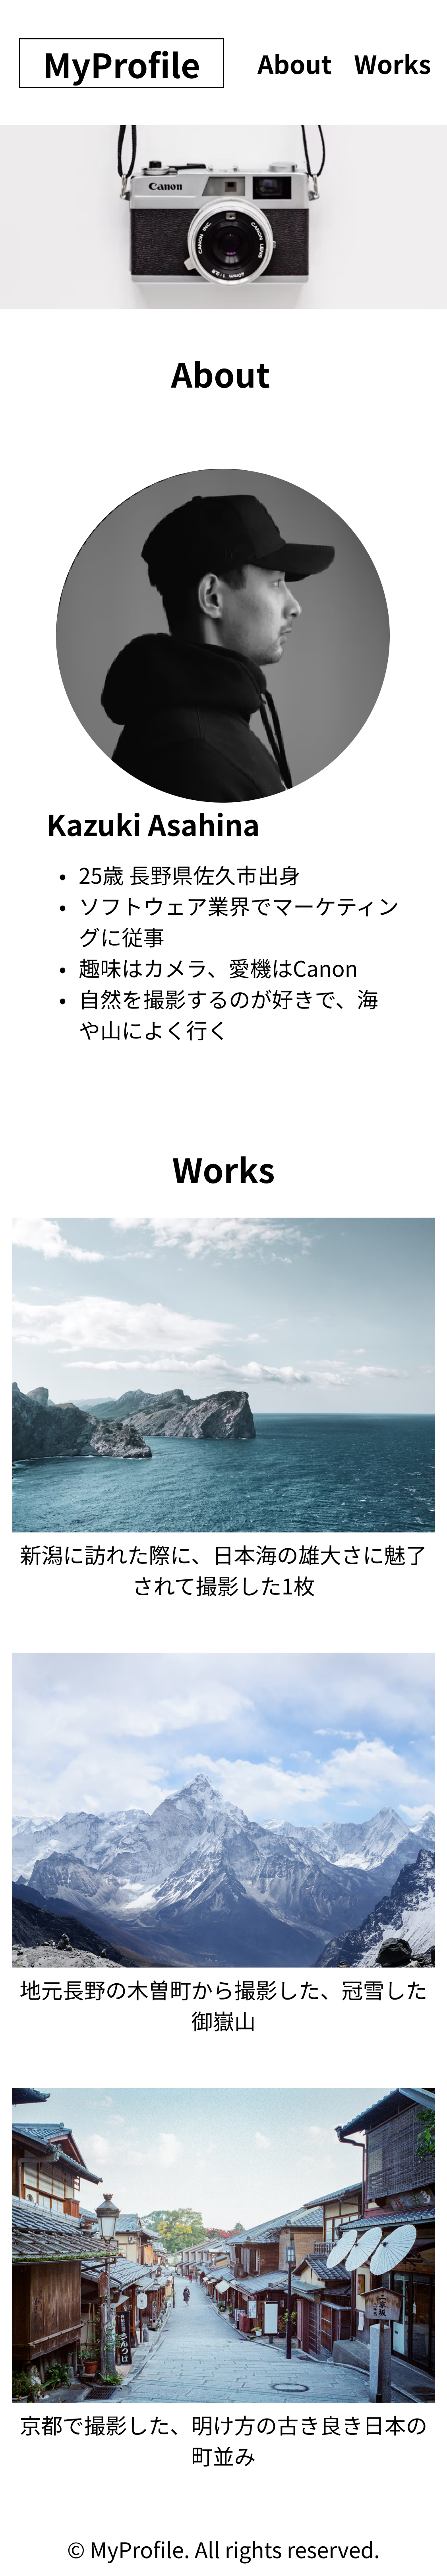 MyProfile
About Works
Canon
CANON INC.
CANON LENS
About
Kazuki Asahina
• 25歳 長野県佐久市出身
• ソフトウェア業界でマーケティン
グに従事
• 趣味はカメラ、愛機はCanon
• 自然を撮影するのが好きで、海
や山によく行く
Works
新潟に訪れた際に、日本海の雄大さに魅了
されて撮影した1枚
地元長野の木曽町から撮影した、冠雪した
御嶽山
京都で撮影した、明け方の古き良き日本の
町並み
© MyProfile. All rights reserved.